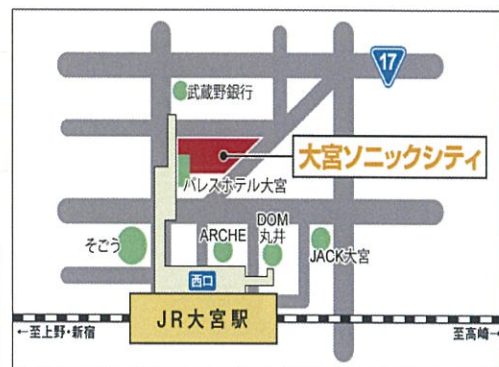 17
武蔵野銀行
大宮ソニックシティ
パレスホテル大宮
そごう
ARCHE
DOM
丸井
JACK大宮
西口
JR大宮駅
←至上野・新宿
至高崎→